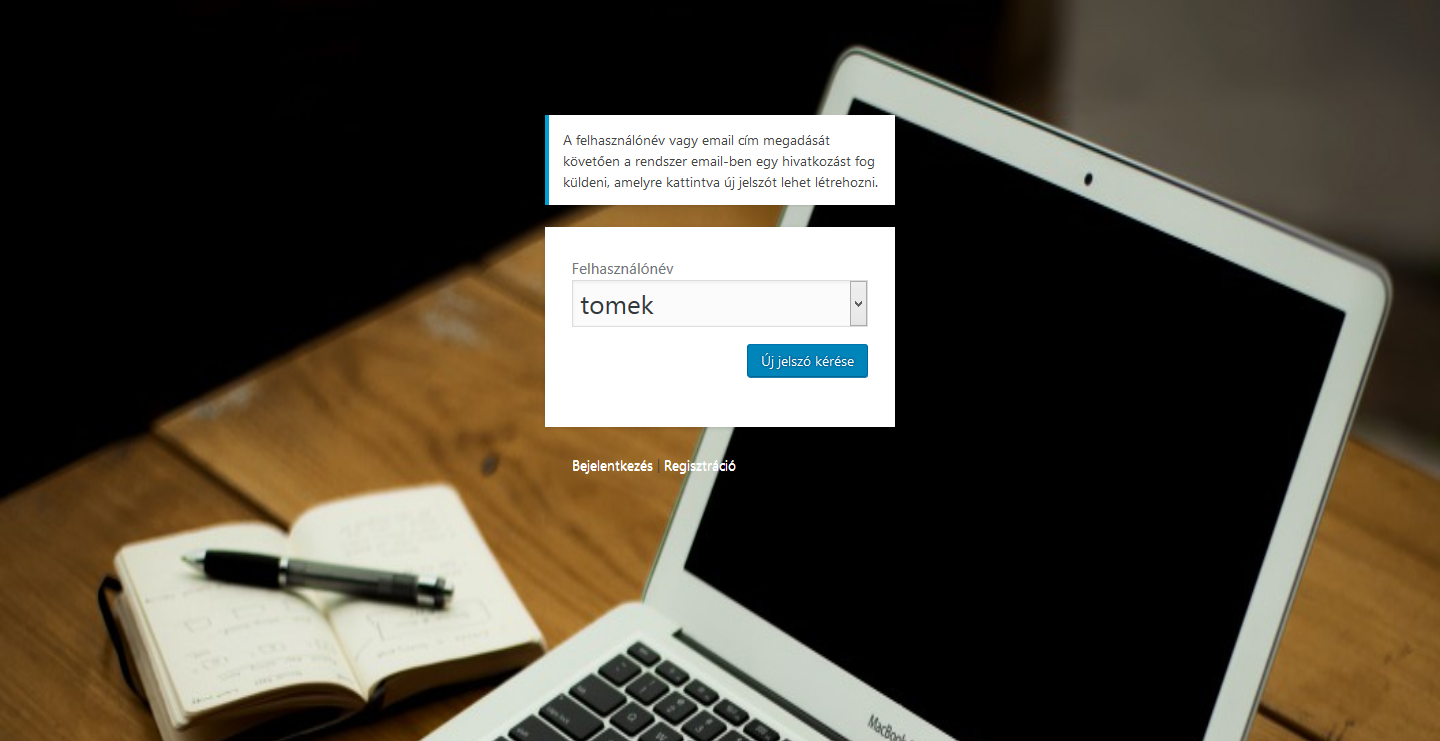 A felhasználónév vagy email cím megadását
követően a rendszer email-ben egy hivatkozást fog
küldeni, amelyre kattintva új jelszót lehet létrehozni.
Felhasználónév
tomek
Új jelszó kérése
Bejelentkezés | Regisztráció
MacBook